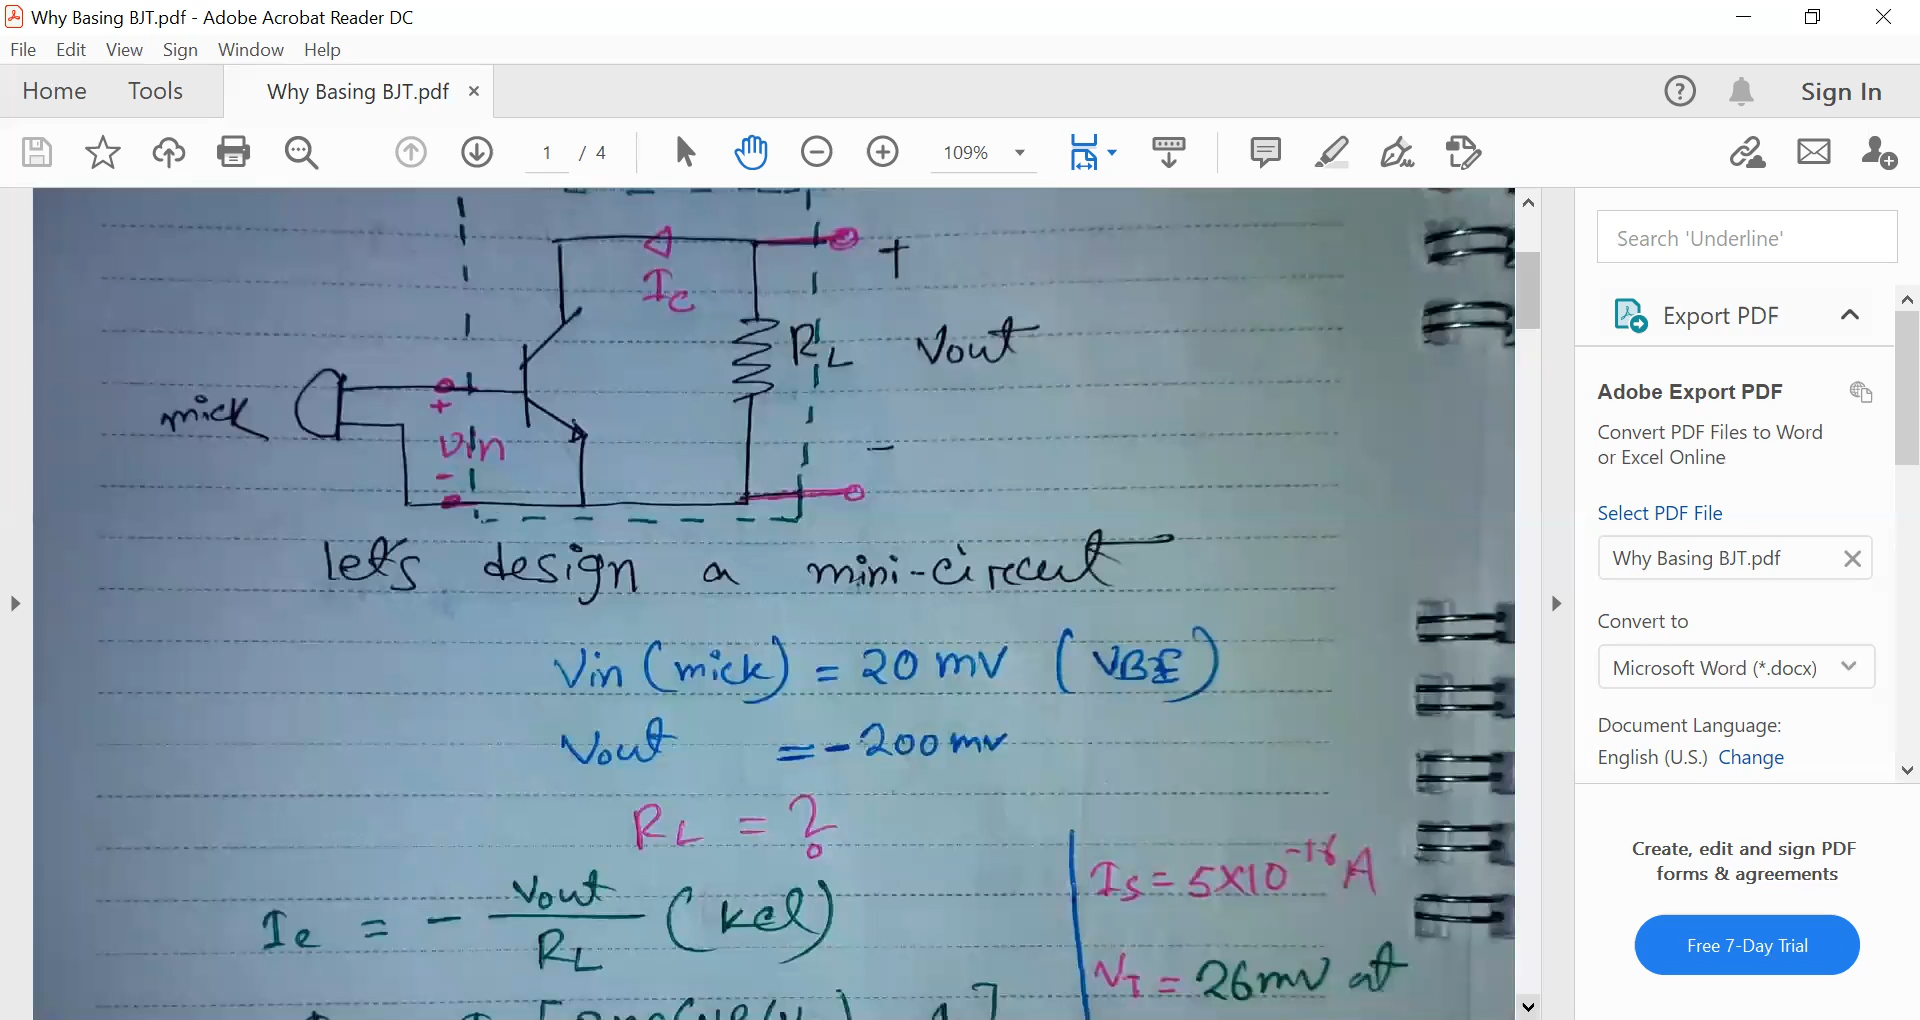 Why Basing BJT.pdf - Adobe Acrobat Reader DC
File Edit View Sign Window Help
Home Tools Why Basing BJT.pdf × Sign In
1 / 4 109%
Ic
+
RL Vout
mick
+
Vin
-
-
let's design a mini-circuit
Vin (mick) = 20 mV (VBE)
Vout = - 200 mv
RL = ?
Ic = - Vout / RL (kcl)
Is = 5×10⁻¹⁶ A
VT = 26mV at
Search 'Underline'
Export PDF
Adobe Export PDF
Convert PDF Files to Word
or Excel Online
Select PDF File
Why Basing BJT.pdf
Convert to
Microsoft Word (*.docx)
Document Language:
English (U.S.) Change
Create, edit and sign PDF
forms & agreements
Free 7-Day Trial